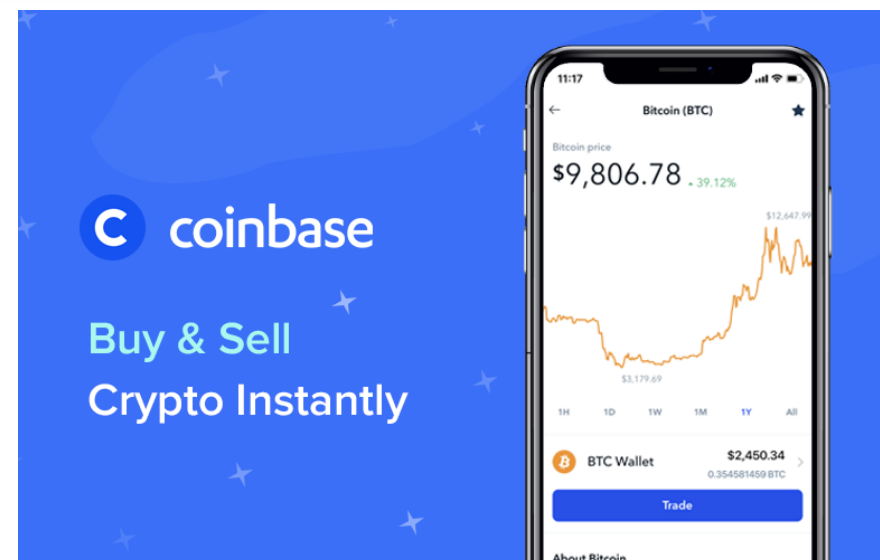 coinbase
Buy & Sell
Crypto Instantly
11:17
Bitcoin (BTC)
Bitcoin price
$9,806.78 39.12%
$12,647.99
$3,179.69
1H 1D 1W 1M 1Y All
BTC Wallet $2,450.34
0.354581459 BTC
Trade
About Bitcoin